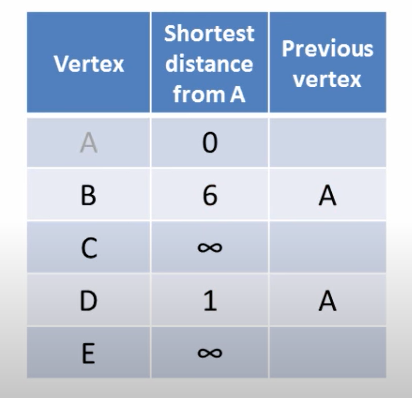 Vertex Shortest distance from A Previous vertex
A 0
B 6 A
C ∞
D 1 A
E ∞